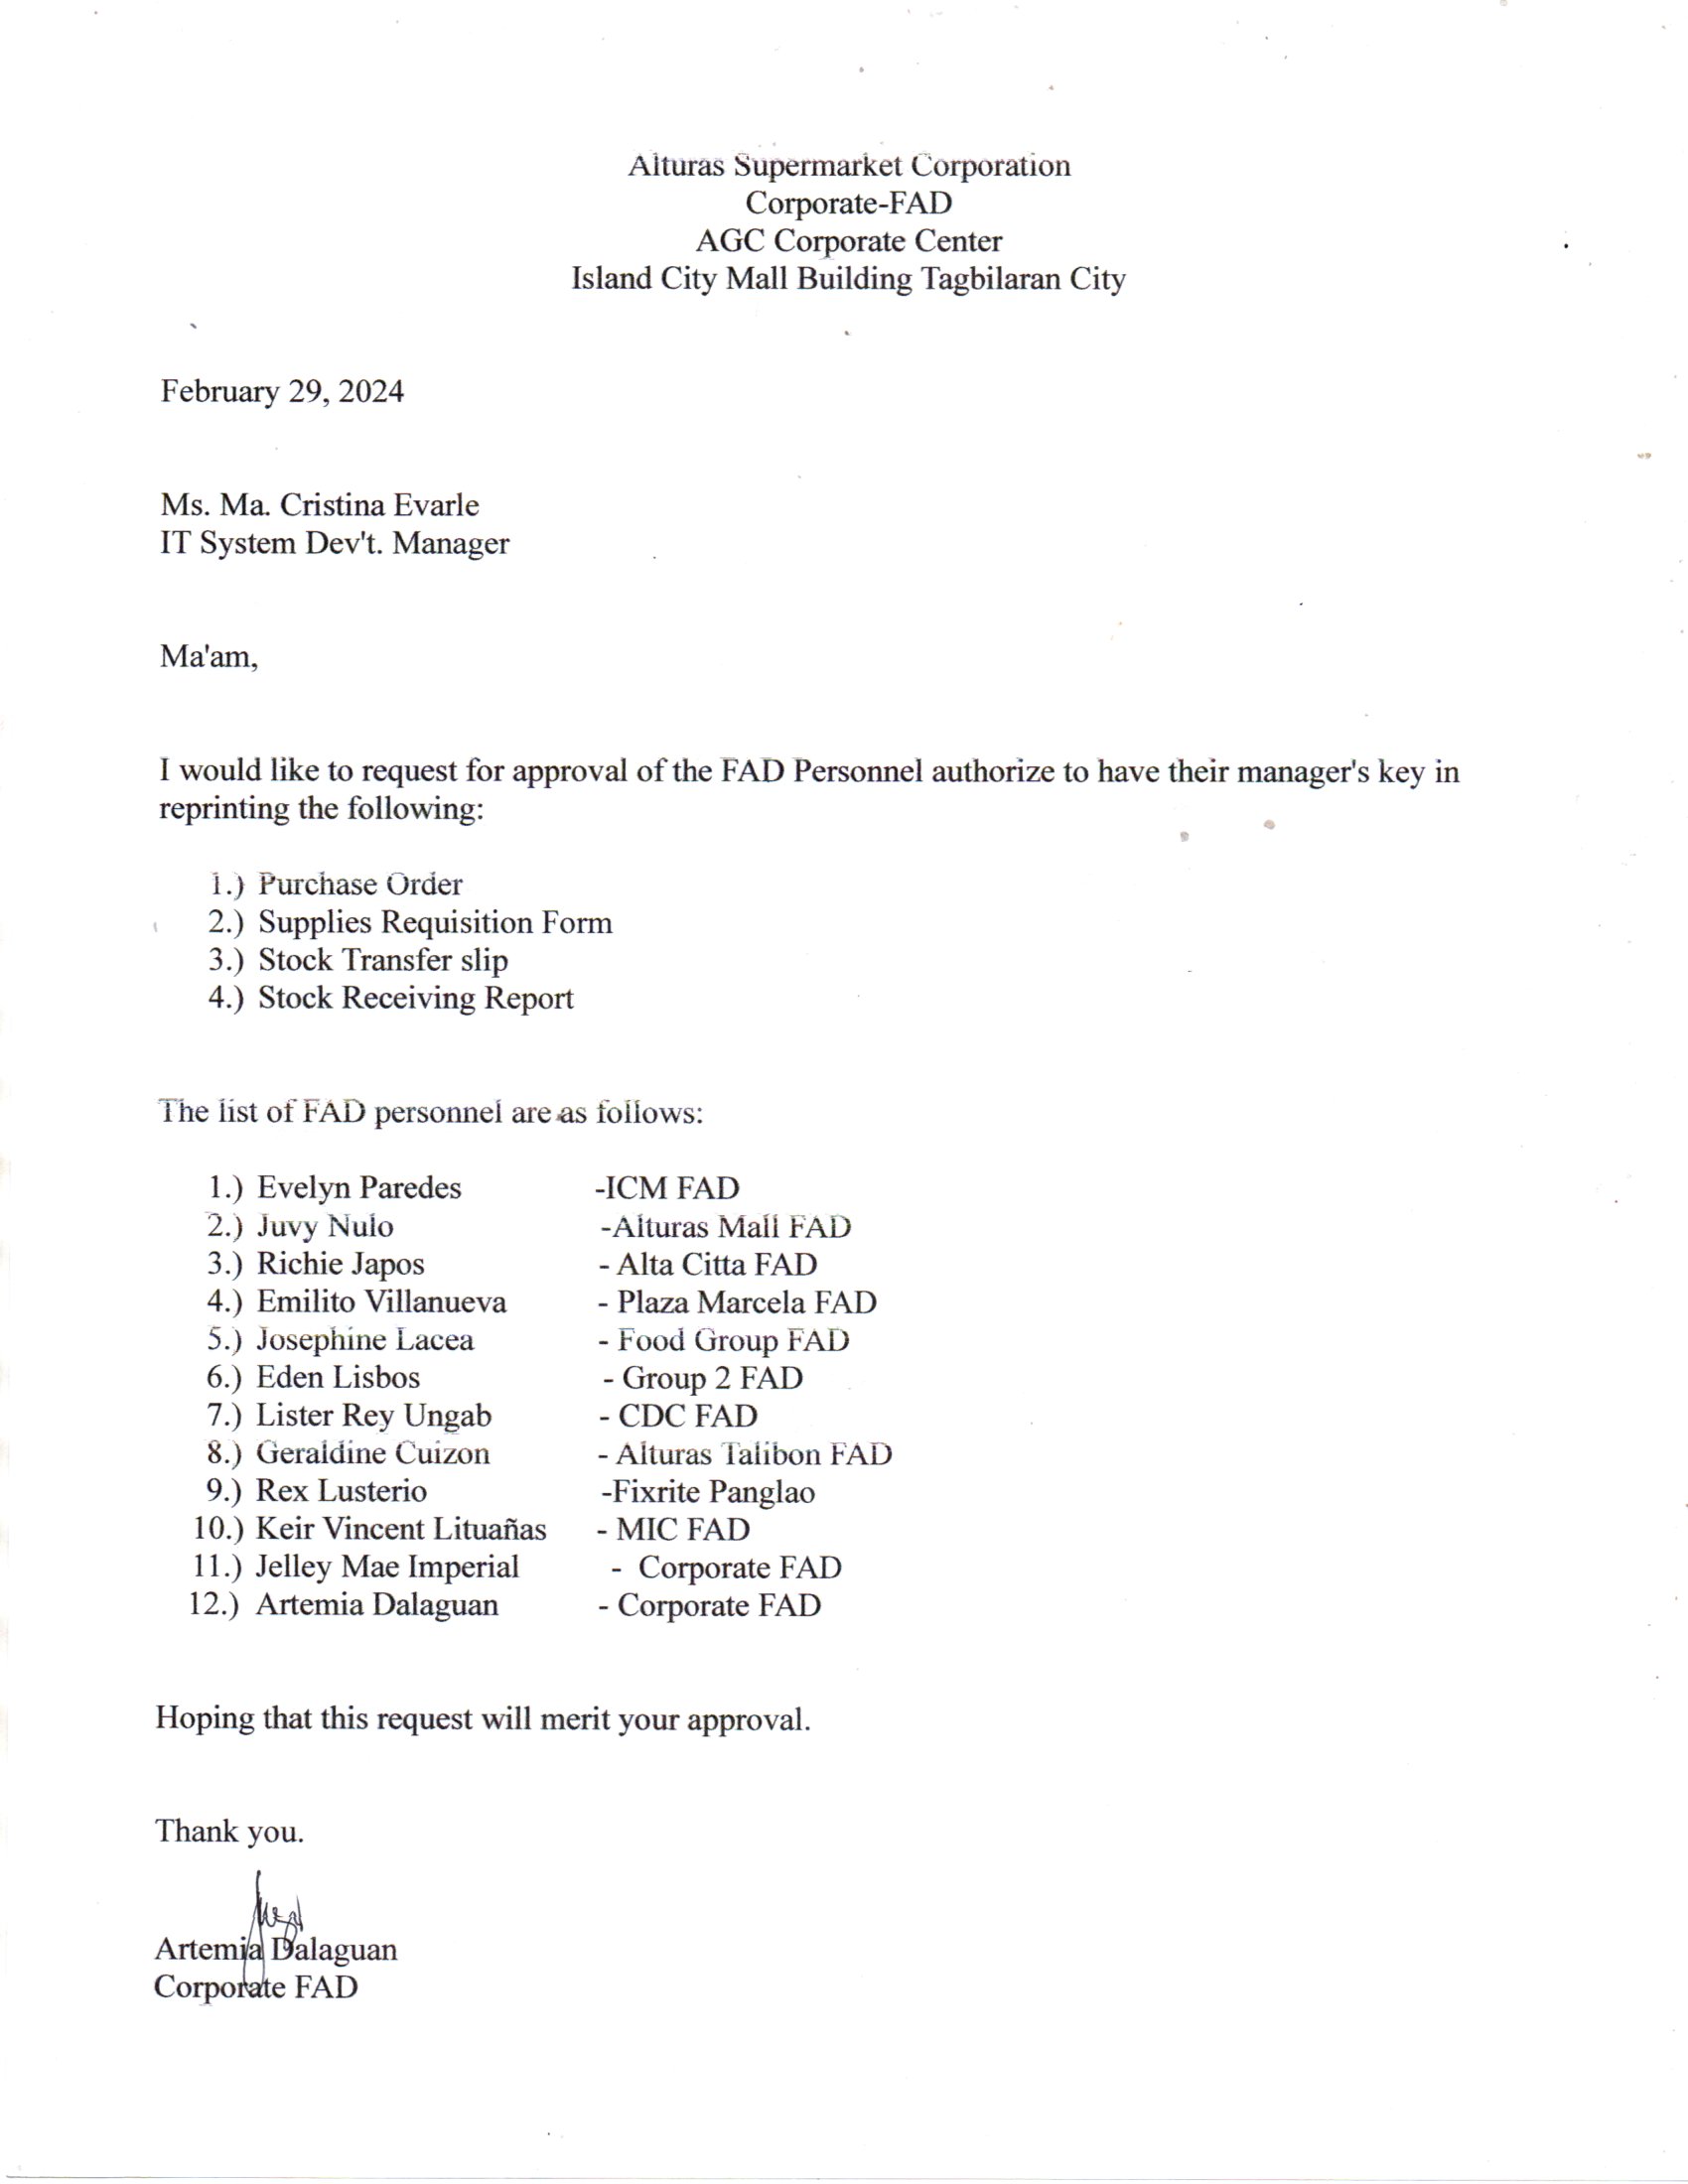 Alturas Supermarket Corporation
Corporate-FAD
AGC Corporate Center
Island City Mall Building Tagbilaran City
February 29, 2024
Ms. Ma. Cristina Evarle
IT System Dev't. Manager
Ma'am,
I would like to request for approval of the FAD Personnel authorize to have their manager's key in
reprinting the following:
1.) Purchase Order
2.) Supplies Requisition Form
3.) Stock Transfer slip
4.) Stock Receiving Report
The list of FAD personnel are as follows:
1.) Evelyn Paredes -ICM FAD
2.) Juvy Nulo -Alturas Mall FAD
3.) Richie Japos - Alta Citta FAD
4.) Emilito Villanueva - Plaza Marcela FAD
5.) Josephine Lacea - Food Group FAD
6.) Eden Lisbos - Group 2 FAD
7.) Lister Rey Ungab - CDC FAD
8.) Geraldine Cuizon - Alturas Talibon FAD
9.) Rex Lusterio -Fixrite Panglao
10.) Keir Vincent Lituañas - MIC FAD
11.) Jelley Mae Imperial - Corporate FAD
12.) Artemia Dalaguan - Corporate FAD
Hoping that this request will merit your approval.
Thank you.
Artemia Dalaguan
Corporate FAD